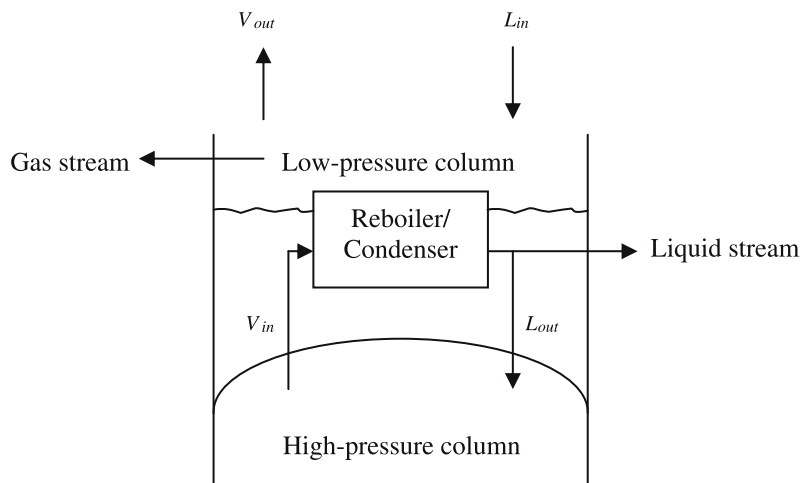 V out
L in
Gas stream
Low-pressure column
Reboiler/
Condenser
Liquid stream
V in
L out
High-pressure column